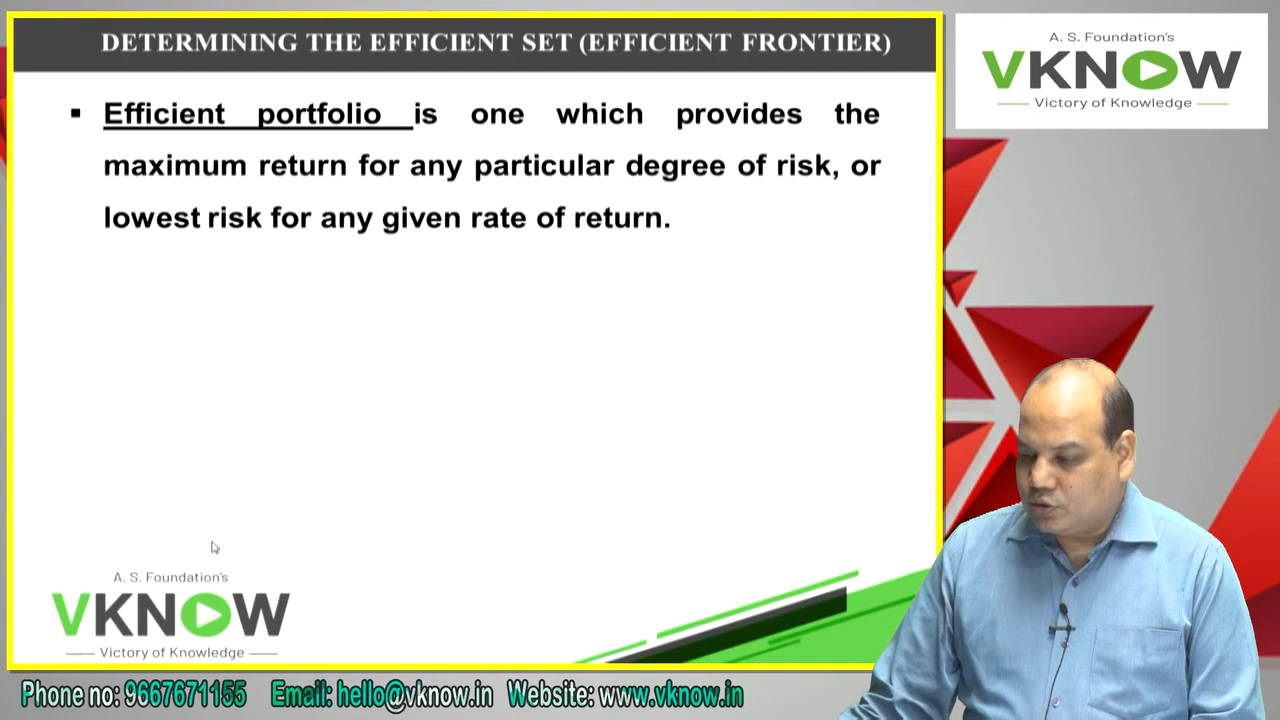 DETERMINING THE EFFICIENT SET (EFFICIENT FRONTIER)
A. S. Foundation's
VKNOW
Victory of Knowledge
▪ Efficient portfolio is one which provides the
maximum return for any particular degree of risk, or
lowest risk for any given rate of return.
A. S. Foundation's
VKNOW
Victory of Knowledge
Phone no: 9667671155 Email: hello@vknow.in Website: www.vknow.in